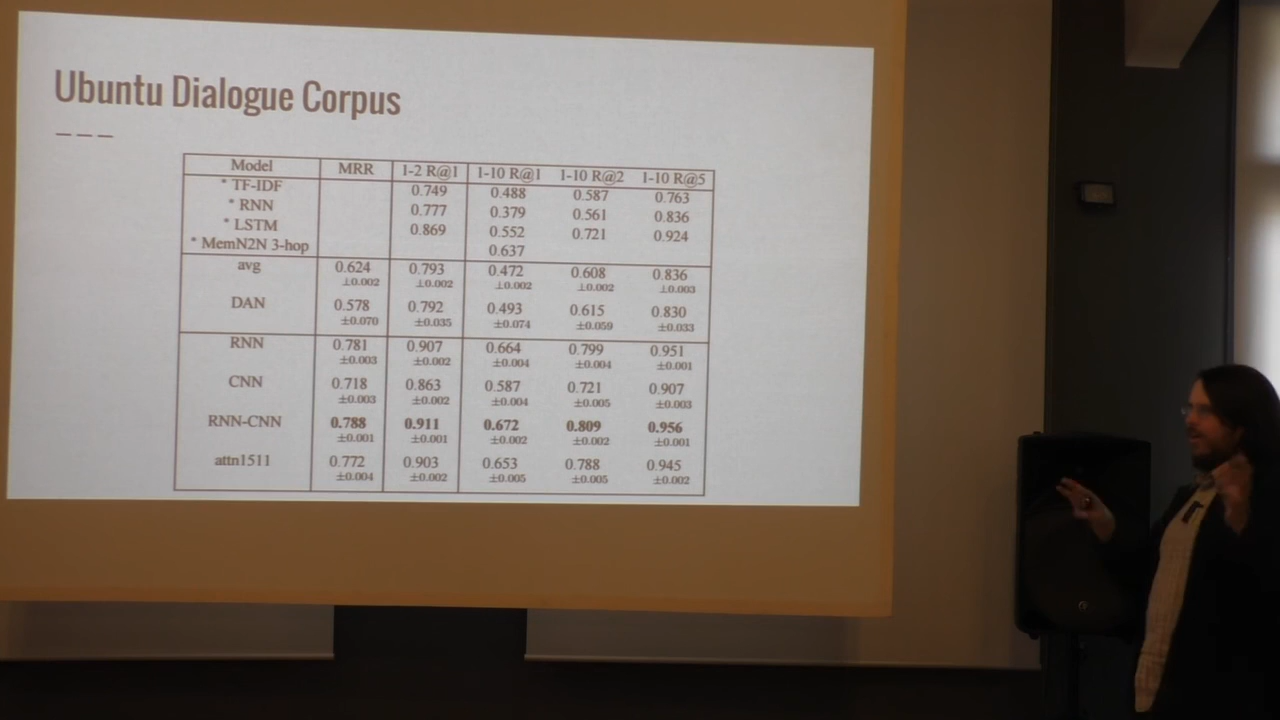 Ubuntu Dialogue Corpus
Model MRR 1-2 R@1 1-10 R@1 1-10 R@2 1-10 R@5
* TF-IDF 0.749 0.488 0.587 0.763
* RNN 0.777 0.379 0.561 0.836
* LSTM 0.869 0.552 0.721 0.924
* MemN2N 3-hop 0.637
avg 0.624 0.793 0.472 0.608 0.836
±0.002 ±0.002 ±0.002 ±0.002 ±0.003
DAN 0.578 0.792 0.493 0.615 0.830
±0.070 ±0.035 ±0.074 ±0.059 ±0.033
RNN 0.781 0.907 0.664 0.799 0.951
±0.003 ±0.002 ±0.004 ±0.004 ±0.001
CNN 0.718 0.863 0.587 0.721 0.907
±0.003 ±0.002 ±0.004 ±0.005 ±0.003
RNN-CNN 0.788 0.911 0.672 0.809 0.956
±0.001 ±0.001 ±0.002 ±0.002 ±0.001
attn1511 0.772 0.903 0.653 0.788 0.945
±0.004 ±0.002 ±0.005 ±0.005 ±0.002